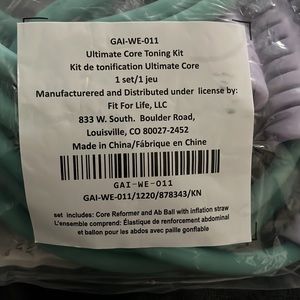 GAI-WE-011
Ultimate Core Toning Kit
Kit de tonification Ultimate Core
1 set/1 jeu
Manufacturered and Distributed under license by:
Fit For Life, LLC
833 W. South. Boulder Road,
Louisville, CO 80027-2452
Made in China/Fábrique en Chine
GAI-WE-011
GAI-WE-011/1220/878343/KN
set includes: Core Reformer and Ab Ball with inflation straw
L'ensemble comprend: Élastique de renforcement abdominal
et ballon pour les abdos avec paille gonflable